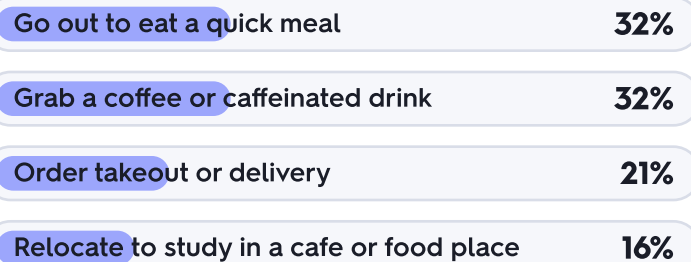 Go out to eat a quick meal 32%
Grab a coffee or caffeinated drink 32%
Order takeout or delivery 21%
Relocate to study in a cafe or food place 16%